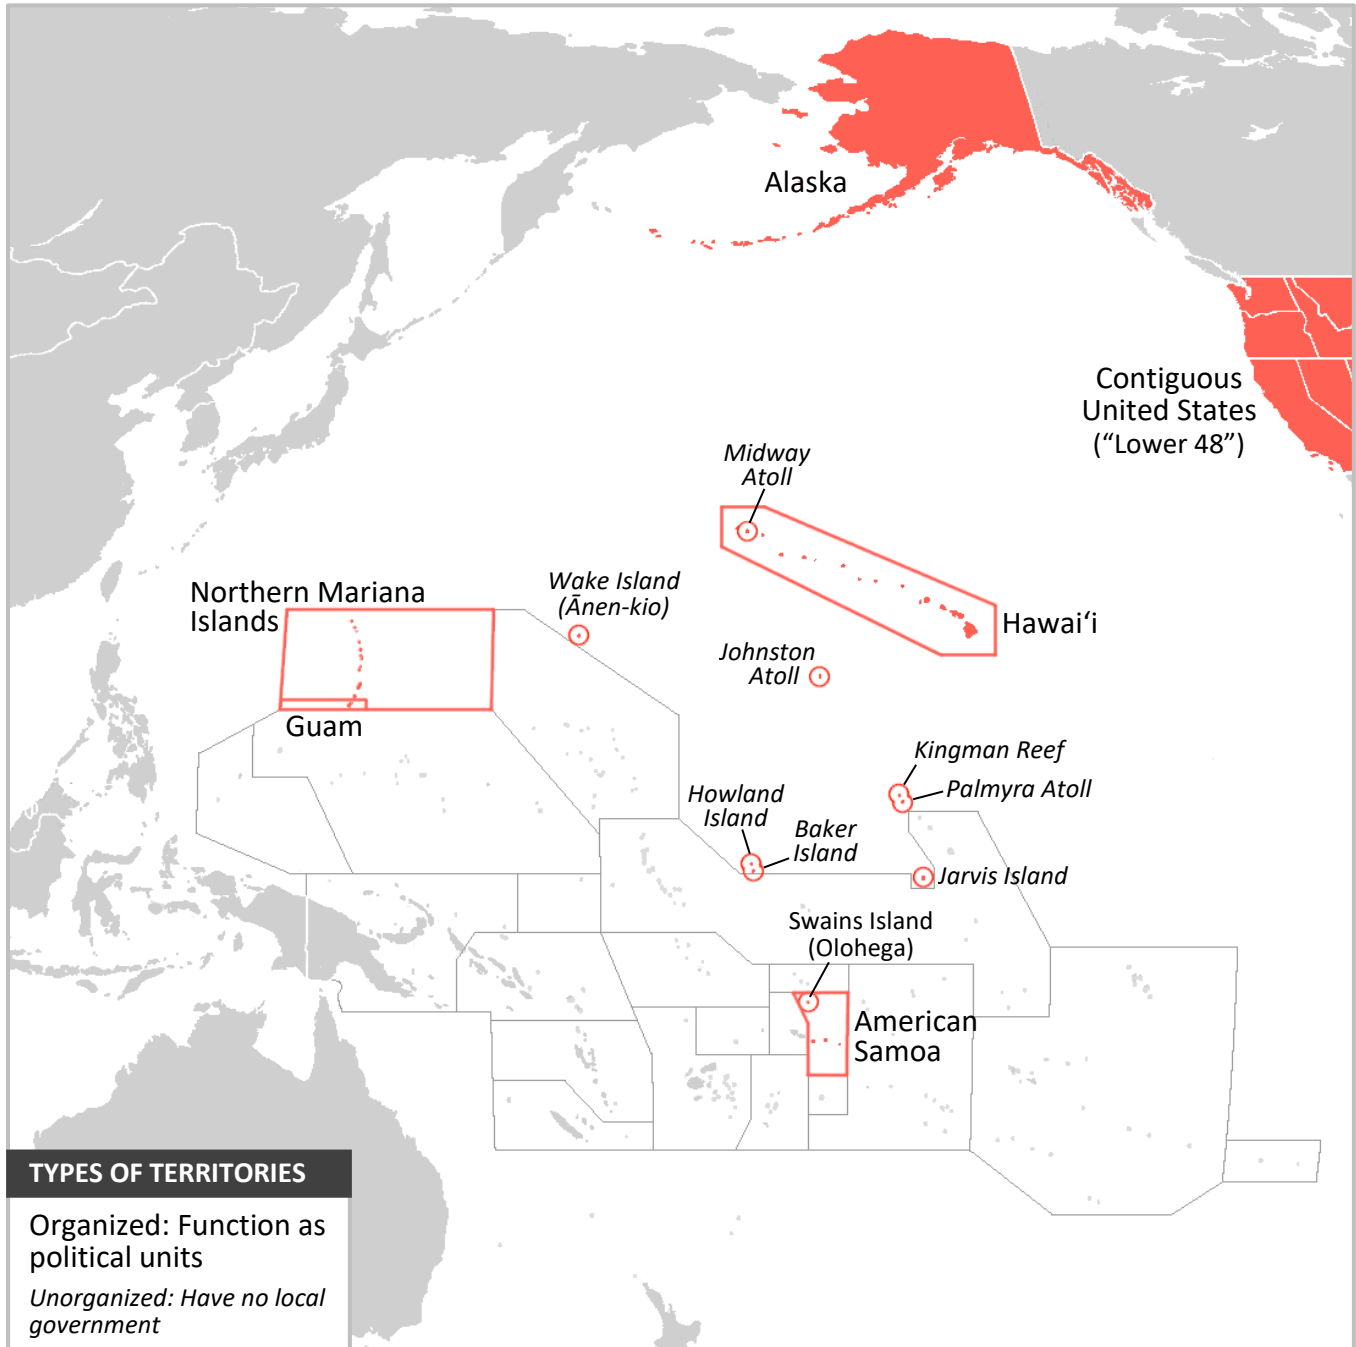 Alaska
Contiguous
United States
(“Lower 48”)
Midway
Atoll
Northern Mariana
Islands
Wake Island
(Ānen-kio)
Hawai‘i
Johnston
Atoll
Guam
Kingman Reef
Palmyra Atoll
Howland
Island
Baker
Island
Jarvis Island
Swains Island
(Olohega)
American
Samoa
TYPES OF TERRITORIES
Organized: Function as
political units
Unorganized: Have no local
government